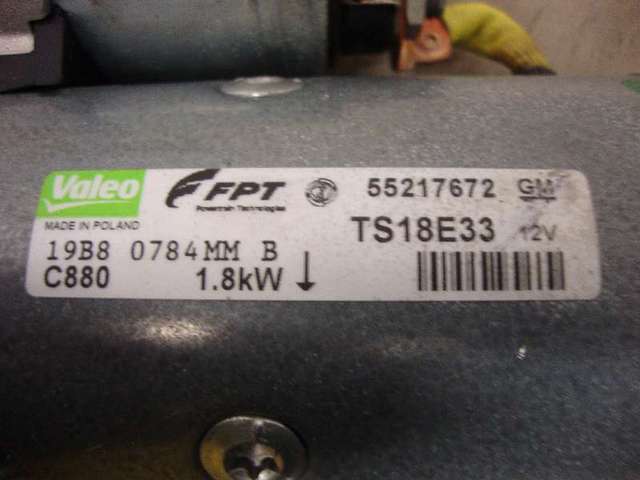 Valeo
MADE IN POLAND
FPT
Powertrain Technologies
55217672 GM
TS18E33 12V
19B8 0784MM B
C880 1.8kW ↓